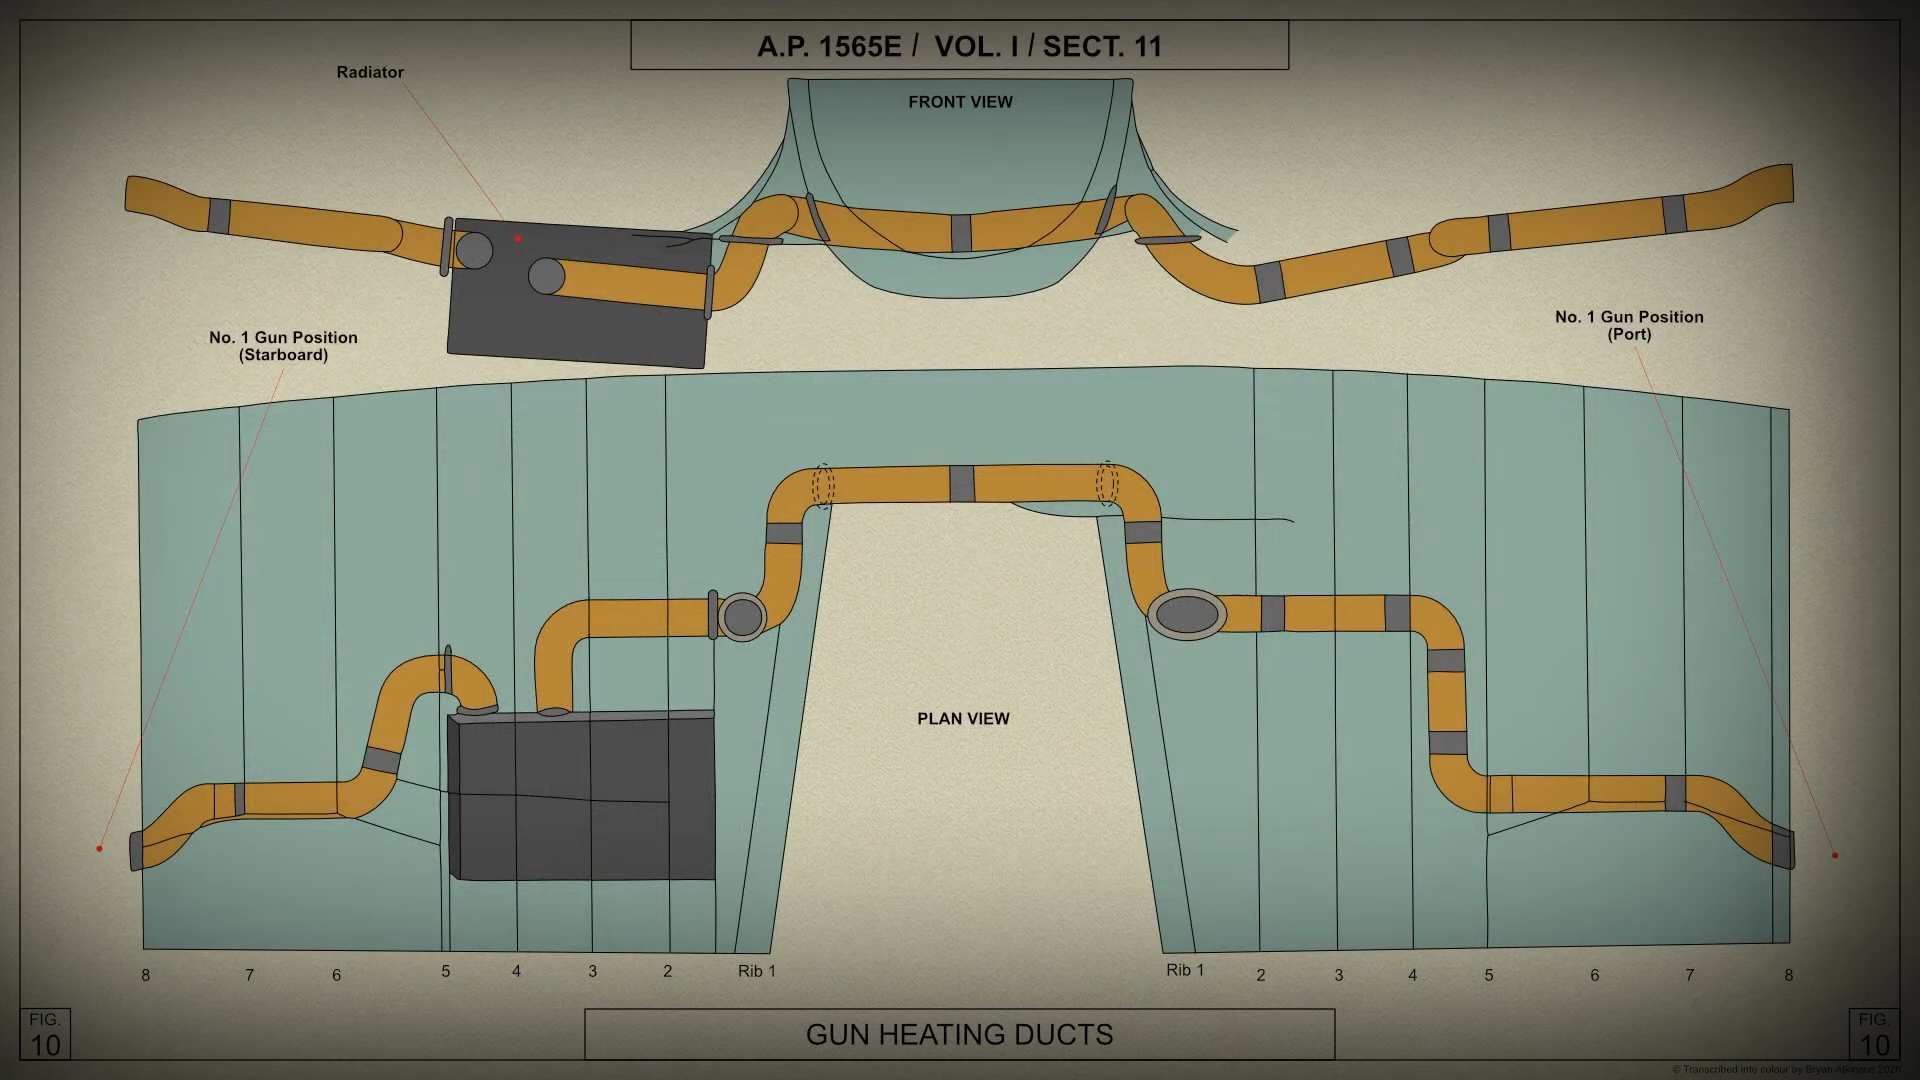 A.P. 1565E / VOL. I / SECT. 11
Radiator
FRONT VIEW
No. 1 Gun Position
(Starboard)
No. 1 Gun Position
(Port)
PLAN VIEW
8 7 6 5 4 3 2 Rib 1 Rib 1 2 3 4 5 6 7 8
FIG.
10
GUN HEATING DUCTS
FIG.
10
© Transcribed into colour by Bryan Atkinson 2020